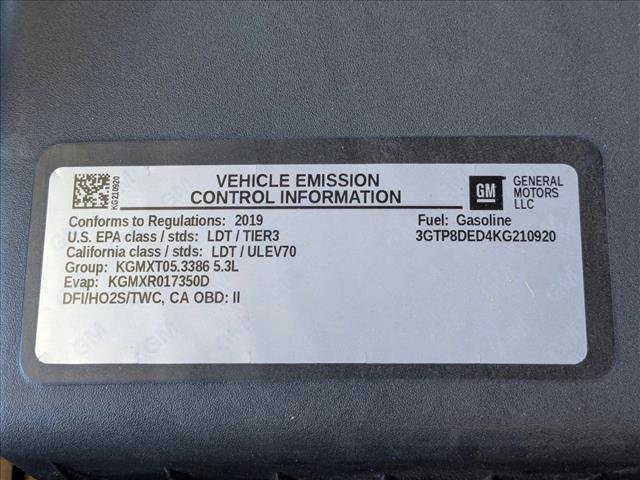 KG210920
VEHICLE EMISSION
CONTROL INFORMATION
GM
GENERAL
MOTORS
LLC
Conforms to Regulations: 2019
U.S. EPA class / stds: LDT / TIER3
California class / stds: LDT / ULEV70
Group: KGMXT05.3386 5.3L
Evap: KGMXR017350D
DFI/HO2S/TWC, CA OBD: II
Fuel: Gasoline
3GTP8DED4KG210920